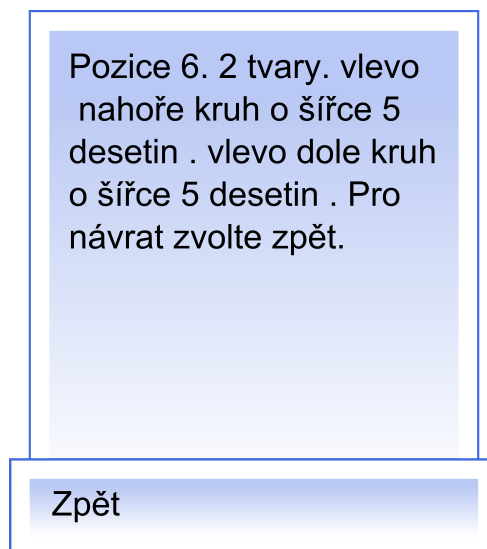 Pozice 6. 2 tvary. vlevo
nahoře kruh o šířce 5
desetin . vlevo dole kruh
o šířce 5 desetin . Pro
návrat zvolte zpět.
Zpět